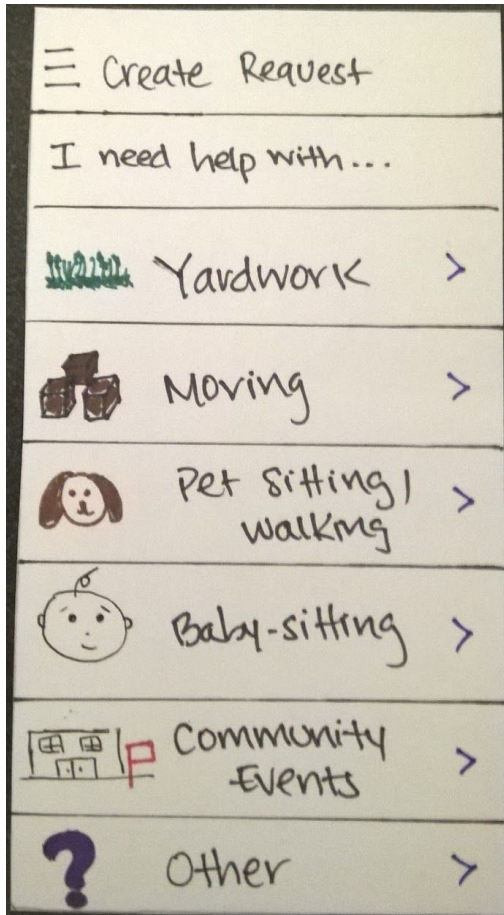 Create Request
I need help with...
Yardwork >
Moving >
Pet Sitting/
Walking >
Baby-sitting >
Community
Events >
? Other >